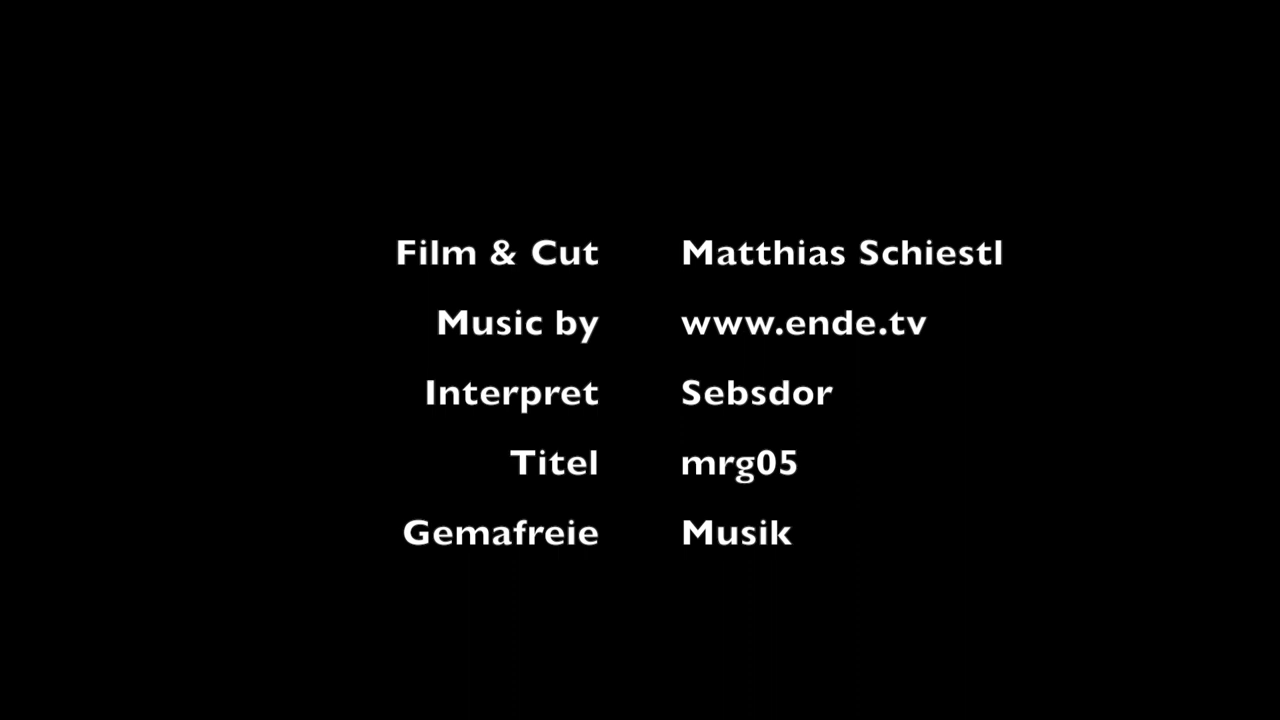 Film & Cut Matthias Schiestl
Music by www.ende.tv
Interpret Sebsdor
Titel mrg05
Gemafreie Musik